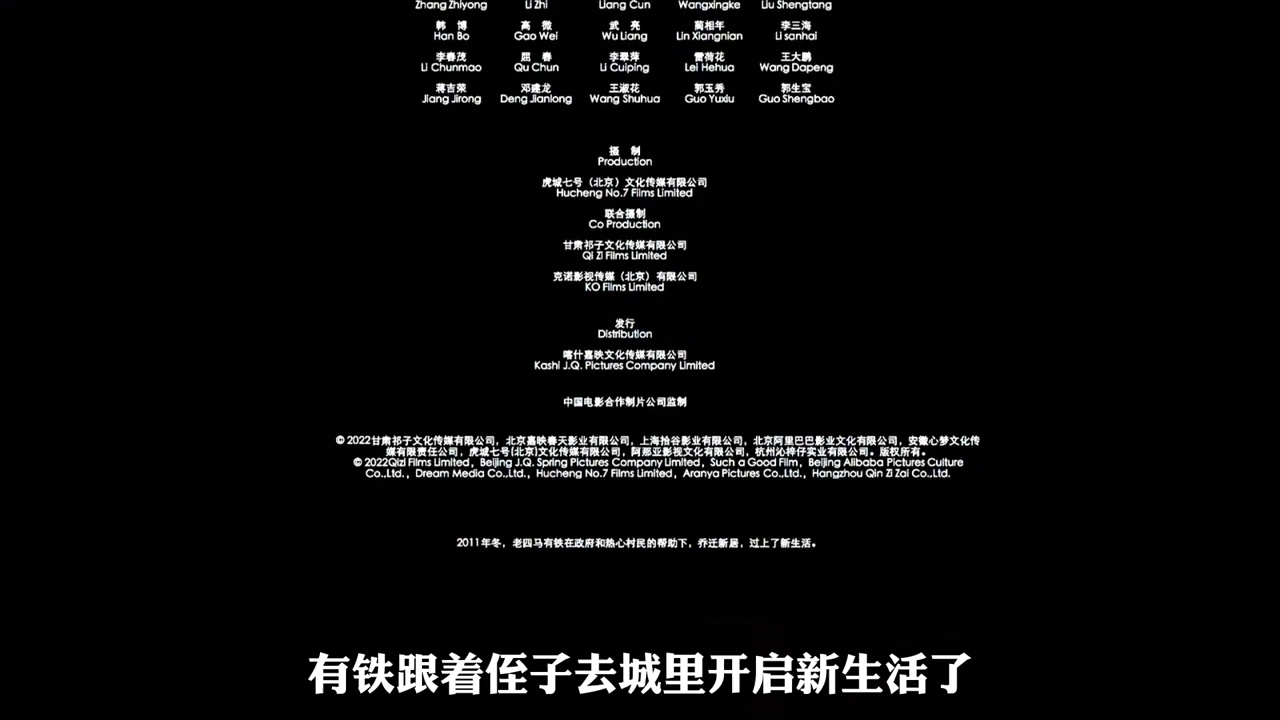 Zhang Zhiyong Li Zhi Liang Cun Wangxingke Liu Shengtang
韩 博 高 微 武 亮 蔺相年 李三海
Han Bo Gao Wei Wu Liang Lin Xiangnian Li sanhai
李春茂 屈 春 李翠萍 雷荷花 王大鹏
Li Chunmao Qu Chun Li Cuiping Lei Hehua Wang Dapeng
蒋吉荣 邓建龙 王淑花 郭玉秀 郭生宝
Jiang Jirong Deng Jianlong Wang Shuhua Guo Yuxiu Guo Shengbao
摄 制
Production
虎城七号（北京）文化传媒有限公司
Hucheng No.7 Films Limited
联合摄制
Co Production
甘肃祁子文化传媒有限公司
Qi Zi Films Limited
克诺影视传媒（北京）有限公司
KO Films Limited
发行
Distribution
喀什嘉映文化传媒有限公司
Kashi J.Q. Pictures Company Limited
中国电影合作制片公司监制
© 2022甘肃祁子文化传媒有限公司，北京嘉映春天影业有限公司，上海拾谷影业有限公司，北京阿里巴巴影业文化有限公司，安徽心梦文化传
媒有限责任公司，虎城七号(北京)文化传媒有限公司，阿那亚影视文化有限公司，杭州沁梓仔实业有限公司。版权所有。
© 2022Qizi Films Limited，Beijing J.Q. Spring Pictures Company Limited，Such a Good Film，Beijing Alibaba Pictures Culture
Co.,Ltd.，Dream Media Co.,Ltd.，Hucheng No.7 Films Limited，Aranya Pictures Co.,Ltd.，Hangzhou Qin Zi Zai Co.,Ltd.
2011年冬，老四马有铁在政府和热心村民的帮助下，乔迁新居，过上了新生活。
有铁跟着侄子去城里开启新生活了